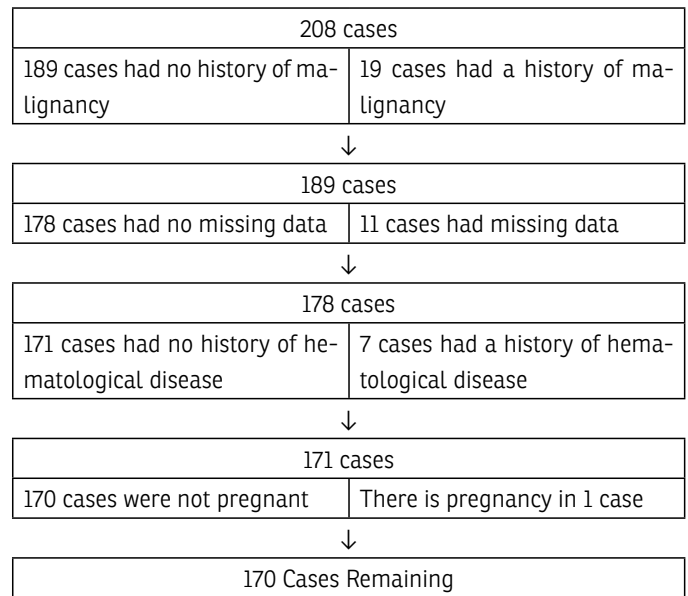 208 cases
189 cases had no history of ma-
lignancy
19 cases had a history of ma-
lignancy
↓
189 cases
178 cases had no missing data
11 cases had missing data
↓
178 cases
171 cases had no history of he-
matological disease
7 cases had a history of hema-
tological disease
↓
171 cases
170 cases were not pregnant
There is pregnancy in 1 case
↓
170 Cases Remaining